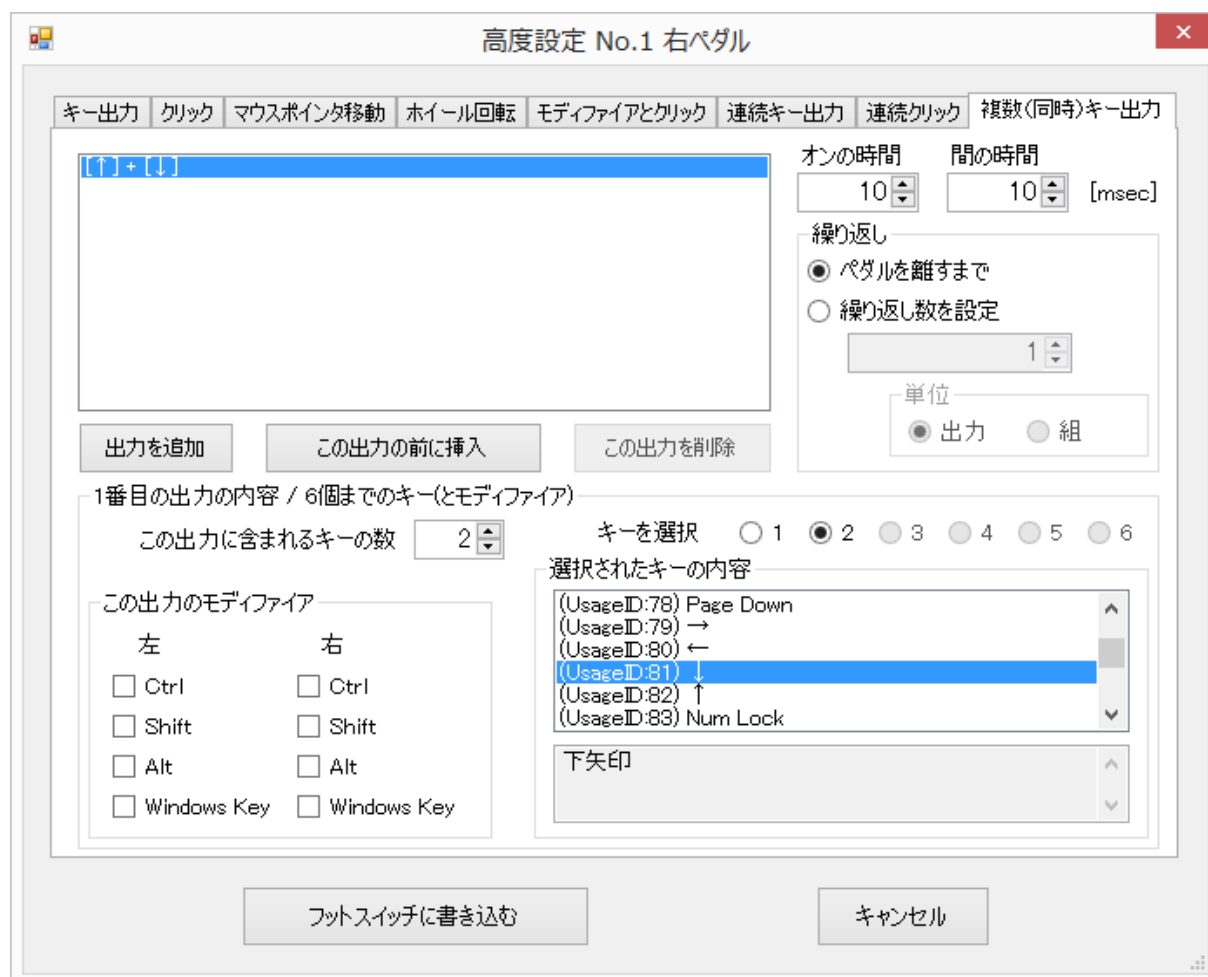 高度設定 No.1 右ペダル
キー出力 クリック マウスポインタ移動 ホイール回転 モディファイアとクリック 連続キー出力 連続クリック 複数(同時)キー出力
[↑] + [↓]
オンの時間 間の時間
10 10 [msec]
繰り返し
ペダルを離すまで
繰り返し数を設定
1
単位
出力 組
出力を追加 この出力の前に挿入 この出力を削除
1番目の出力の内容 / 6個までのキー(とモディファイア)
この出力に含まれるキーの数 2
キーを選択 1 2 3 4 5 6
この出力のモディファイア
左 右
Ctrl Ctrl
Shift Shift
Alt Alt
Windows Key Windows Key
選択されたキーの内容
(UsageID:78) Page Down
(UsageID:79) →
(UsageID:80) ←
(UsageID:81) ↓
(UsageID:82) ↑
(UsageID:83) Num Lock
下矢印
フットスイッチに書き込む キャンセル